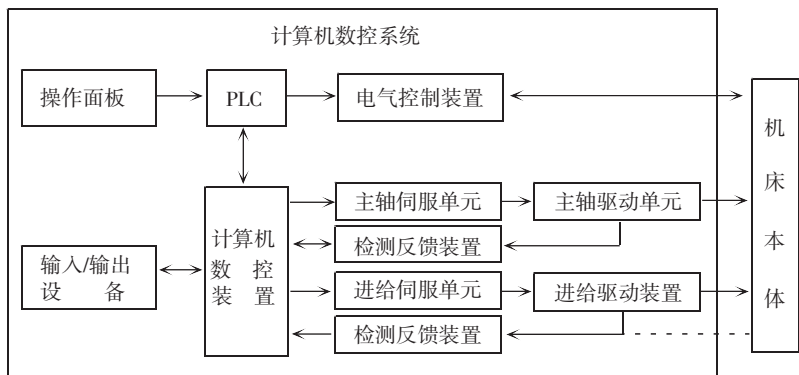 计算机数控系统
操作面板
PLC
电气控制装置
机床本体
主轴伺服单元
主轴驱动单元
计算机
数控
装置
检测反馈装置
输入/输出
设备
进给伺服单元
进给驱动装置
检测反馈装置